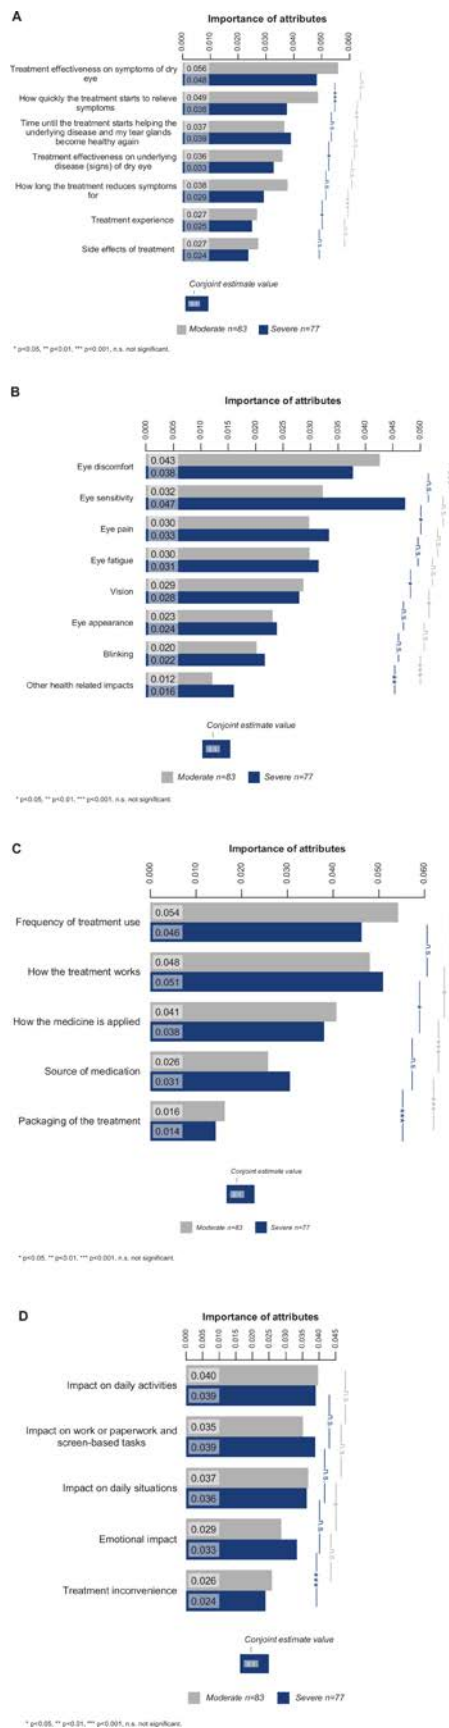 A
Importance of attributes
0.000
0.010
0.020
0.030
0.040
0.050
0.060
Treatment effectiveness on symptoms of dry
eye
0.056
0.048
How quickly the treatment starts to relieve
symptoms
0.049
0.038
Time until the treatment starts helping the
underlying disease and my tear glands
become healthy again
0.037
0.039
Treatment effectiveness on underlying
disease (signs) of dry eye
0.036
0.033
How long the treatment reduces symptoms
for
0.038
0.029
Treatment experience
0.027
0.025
Side effects of treatment
0.027
0.024
Conjoint estimate value
Moderate n=83 Severe n=77
* p<0.05, ** p<0.01, *** p<0.001, n.s. not significant.
B
Importance of attributes
0.000
0.005
0.010
0.015
0.020
0.025
0.030
0.035
0.040
0.045
0.050
Eye discomfort
0.043
0.038
Eye sensitivity
0.032
0.047
Eye pain
0.030
0.033
Eye fatigue
0.030
0.031
Vision
0.029
0.028
Eye appearance
0.023
0.024
Blinking
0.020
0.022
Other health related impacts
0.012
0.016
Conjoint estimate value
Moderate n=83 Severe n=77
* p<0.05, ** p<0.01, *** p<0.001, n.s. not significant.
C
Importance of attributes
0.000
0.010
0.020
0.030
0.040
0.050
0.060
Frequency of treatment use
0.054
0.046
How the treatment works
0.048
0.051
How the medicine is applied
0.041
0.038
Source of medication
0.026
0.031
Packaging of the treatment
0.016
0.014
Conjoint estimate value
Moderate n=83 Severe n=77
* p<0.05, ** p<0.01, *** p<0.001, n.s. not significant.
D
Importance of attributes
0.000
0.005
0.010
0.015
0.020
0.025
0.030
0.035
0.040
0.045
Impact on daily activities
0.040
0.039
Impact on work or paperwork and
screen-based tasks
0.035
0.039
Impact on daily situations
0.037
0.036
Emotional impact
0.029
0.033
Treatment inconvenience
0.026
0.024
Conjoint estimate value
Moderate n=83 Severe n=77
* p<0.05, ** p<0.01, *** p<0.001, n.s. not significant.